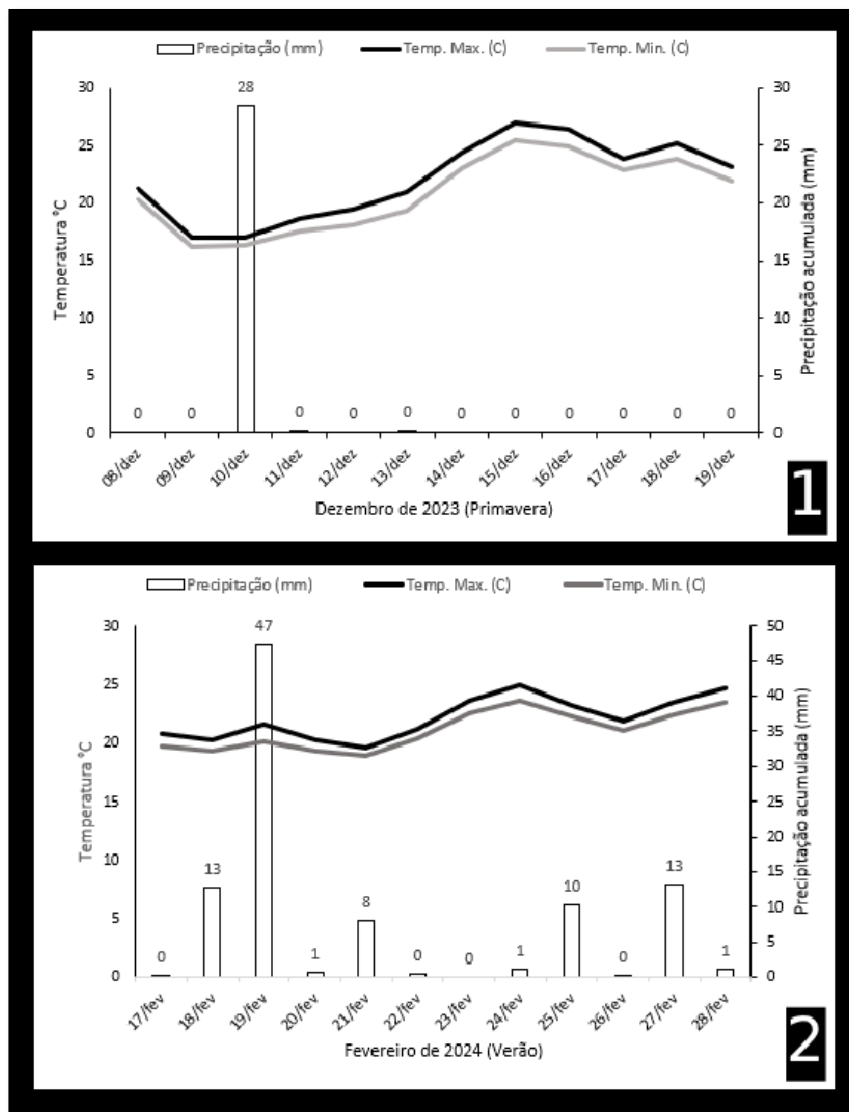 Precipitação (mm) Temp. Max. (C) Temp. Min. (C)
30 30
28
25 25
20 20
15 15
10 10
5 5
0 0 0 0 0 0 0 0 0 0 0
0 0
Temperatura °C
Precipitação acumulada (mm)
08/dez 09/dez 10/dez 11/dez 12/dez 13/dez 14/dez 15/dez 16/dez 17/dez 18/dez 19/dez
Dezembro de 2023 (Primavera)
1
Precipitação (mm) Temp. Max. (C) Temp. Min. (C)
30 50
47
45
25
40
35
20
30
15 25
20
10
15
13 13
10
10
8
5
5
0 1 0 0 1 0 1
0 0
Temperatura °C
Precipitação acumulada (mm)
17/fev 18/fev 19/fev 20/fev 21/fev 22/fev 23/fev 24/fev 25/fev 26/fev 27/fev 28/fev
Fevereiro de 2024 (Verão)
2